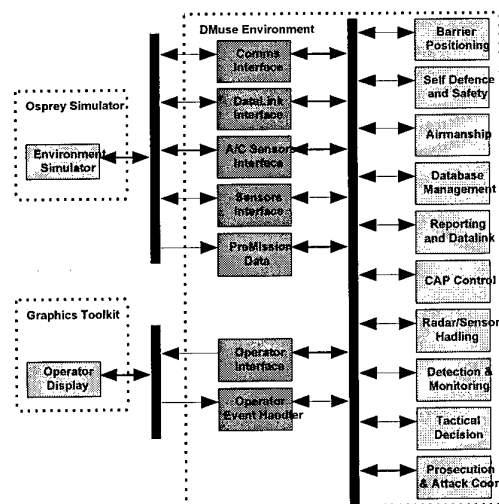 DMuse Environment
Comms
Interface
DataLink
Interface
A/C Sensors
Interface
Sensors
Interface
PreMission
Data
Operator
Interface
Operator
Event Handler
Osprey Simulator
Environment
Simulator
Graphics Toolkit
Operator
Display
Barrier
Positioning
Self Defence
and Safety
Airmanship
Database
Management
Reporting
and Datalink
CAP Control
Radar/Sensor
Hadling
Detection &
Monitoring
Tactical
Decision
Prosecution
& Attack Coor